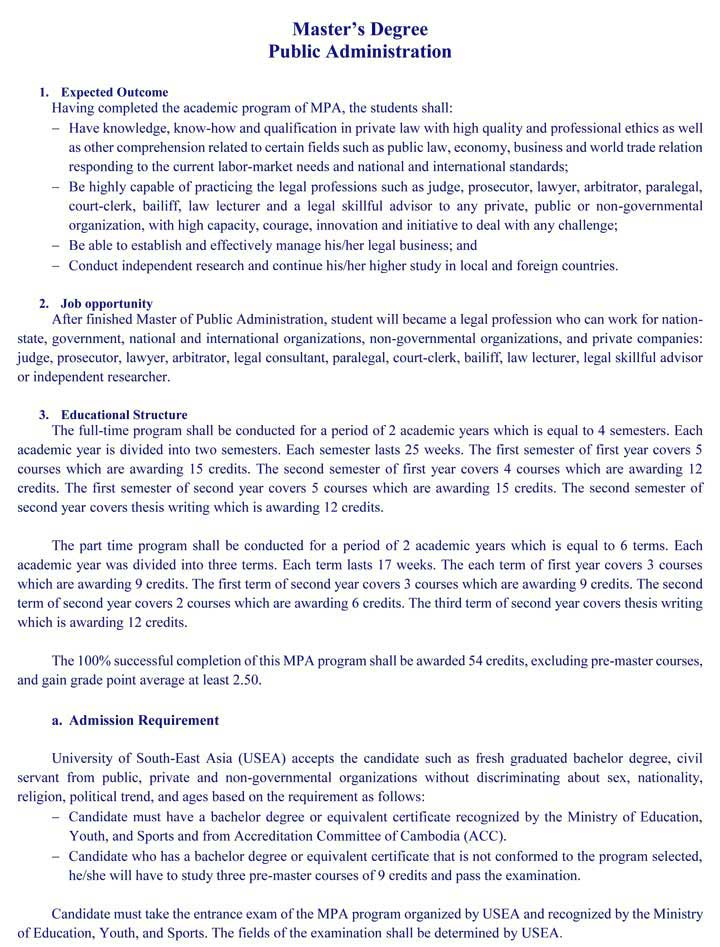 Master's Degree
Public Administration
1. Expected Outcome
Having completed the academic program of MPA, the students shall:
− Have knowledge, know-how and qualification in private law with high quality and professional ethics as well
as other comprehension related to certain fields such as public law, economy, business and world trade relation
responding to the current labor-market needs and national and international standards;
− Be highly capable of practicing the legal professions such as judge, prosecutor, lawyer, arbitrator, paralegal,
court-clerk, bailiff, law lecturer and a legal skillful advisor to any private, public or non-governmental
organization, with high capacity, courage, innovation and initiative to deal with any challenge;
− Be able to establish and effectively manage his/her legal business; and
− Conduct independent research and continue his/her higher study in local and foreign countries.
2. Job opportunity
After finished Master of Public Administration, student will became a legal profession who can work for nation-
state, government, national and international organizations, non-governmental organizations, and private companies:
judge, prosecutor, lawyer, arbitrator, legal consultant, paralegal, court-clerk, bailiff, law lecturer, legal skillful advisor
or independent researcher.
3. Educational Structure
The full-time program shall be conducted for a period of 2 academic years which is equal to 4 semesters. Each
academic year is divided into two semesters. Each semester lasts 25 weeks. The first semester of first year covers 5
courses which are awarding 15 credits. The second semester of first year covers 4 courses which are awarding 12
credits. The first semester of second year covers 5 courses which are awarding 15 credits. The second semester of
second year covers thesis writing which is awarding 12 credits.
The part time program shall be conducted for a period of 2 academic years which is equal to 6 terms. Each
academic year was divided into three terms. Each term lasts 17 weeks. The each term of first year covers 3 courses
which are awarding 9 credits. The first term of second year covers 3 courses which are awarding 9 credits. The second
term of second year covers 2 courses which are awarding 6 credits. The third term of second year covers thesis writing
which is awarding 12 credits.
The 100% successful completion of this MPA program shall be awarded 54 credits, excluding pre-master courses,
and gain grade point average at least 2.50.
a. Admission Requirement
University of South-East Asia (USEA) accepts the candidate such as fresh graduated bachelor degree, civil
servant from public, private and non-governmental organizations without discriminating about sex, nationality,
religion, political trend, and ages based on the requirement as follows:
− Candidate must have a bachelor degree or equivalent certificate recognized by the Ministry of Education,
Youth, and Sports and from Accreditation Committee of Cambodia (ACC).
− Candidate who has a bachelor degree or equivalent certificate that is not conformed to the program selected,
he/she will have to study three pre-master courses of 9 credits and pass the examination.
Candidate must take the entrance exam of the MPA program organized by USEA and recognized by the Ministry
of Education, Youth, and Sports. The fields of the examination shall be determined by USEA.